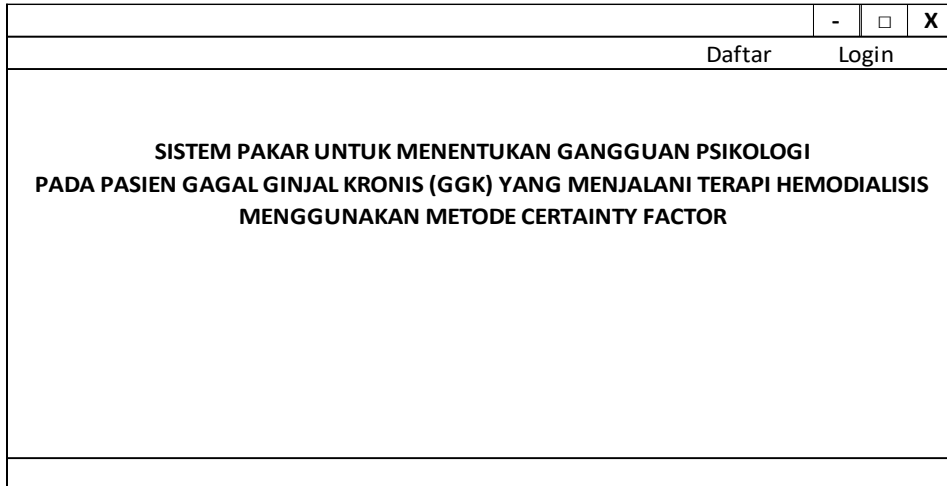 - □ X
Daftar Login
SISTEM PAKAR UNTUK MENENTUKAN GANGGUAN PSIKOLOGI
PADA PASIEN GAGAL GINJAL KRONIS (GGK) YANG MENJALANI TERAPI HEMODIALISIS
MENGGUNAKAN METODE CERTAINTY FACTOR